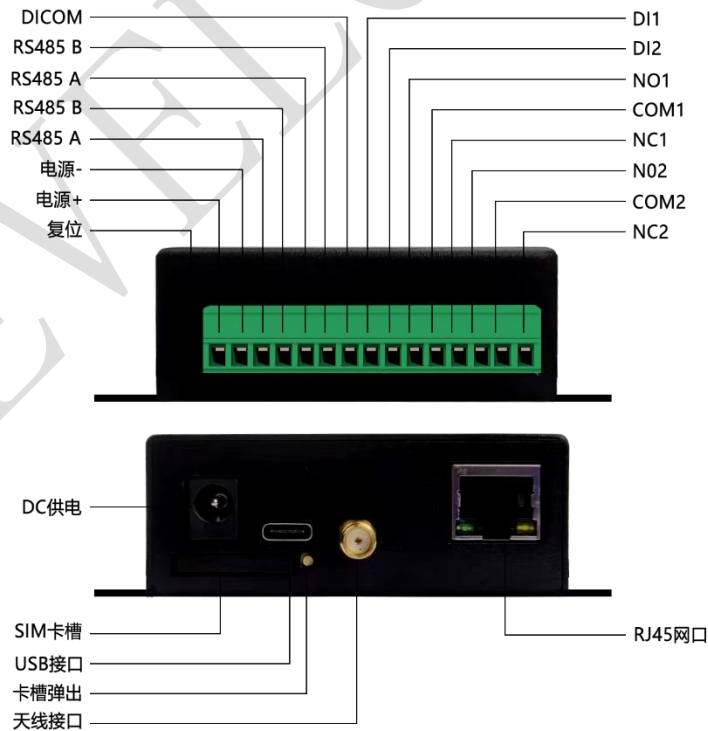 DICOM
RS485 B
RS485 A
RS485 B
RS485 A
电源-
电源+
复位
DI1
DI2
NO1
COM1
NC1
N02
COM2
NC2
DC供电
SIM卡槽
USB接口
卡槽弹出
天线接口
RJ45网口